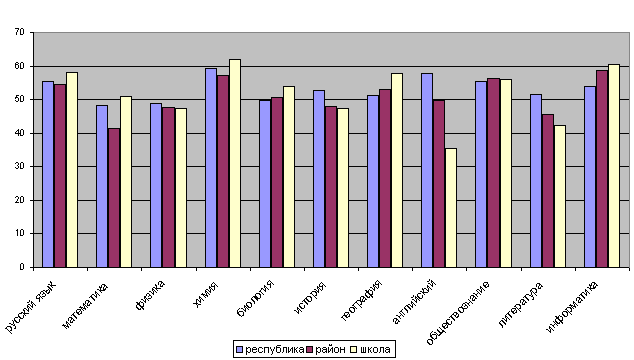 70
60
50
40
30
20
10
0
русский язык
математика
физика
химия
биология
история
география
английский
обществознание
литература
информатика
республика район школа